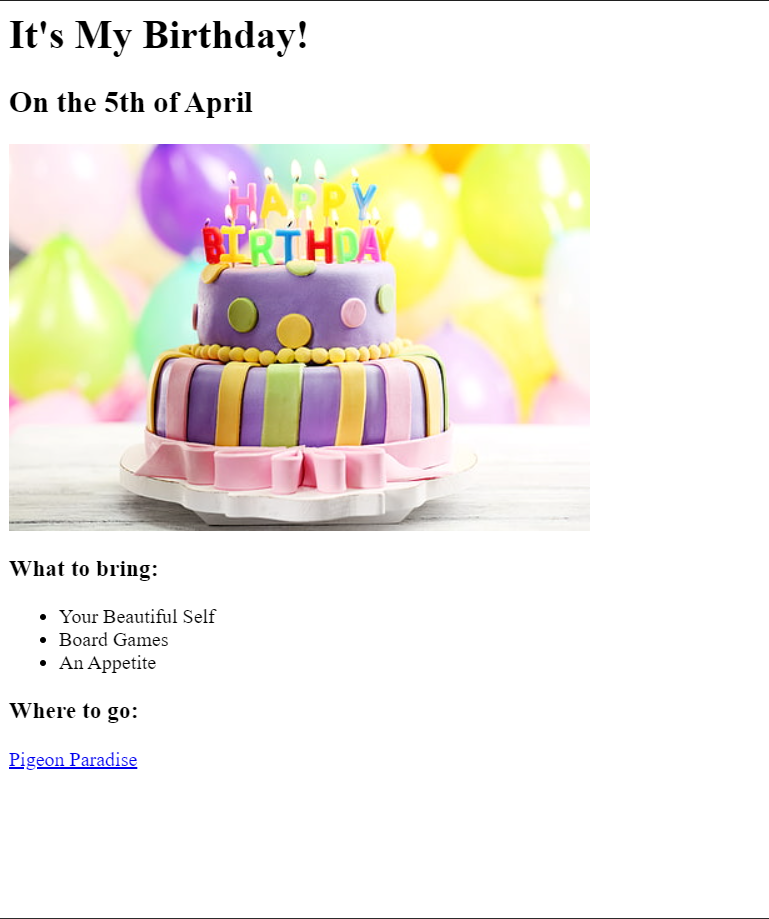 It's My Birthday!
On the 5th of April
HAPPY
BIRTHDAY
What to bring:
Your Beautiful Self
Board Games
An Appetite
Where to go:
Pigeon Paradise